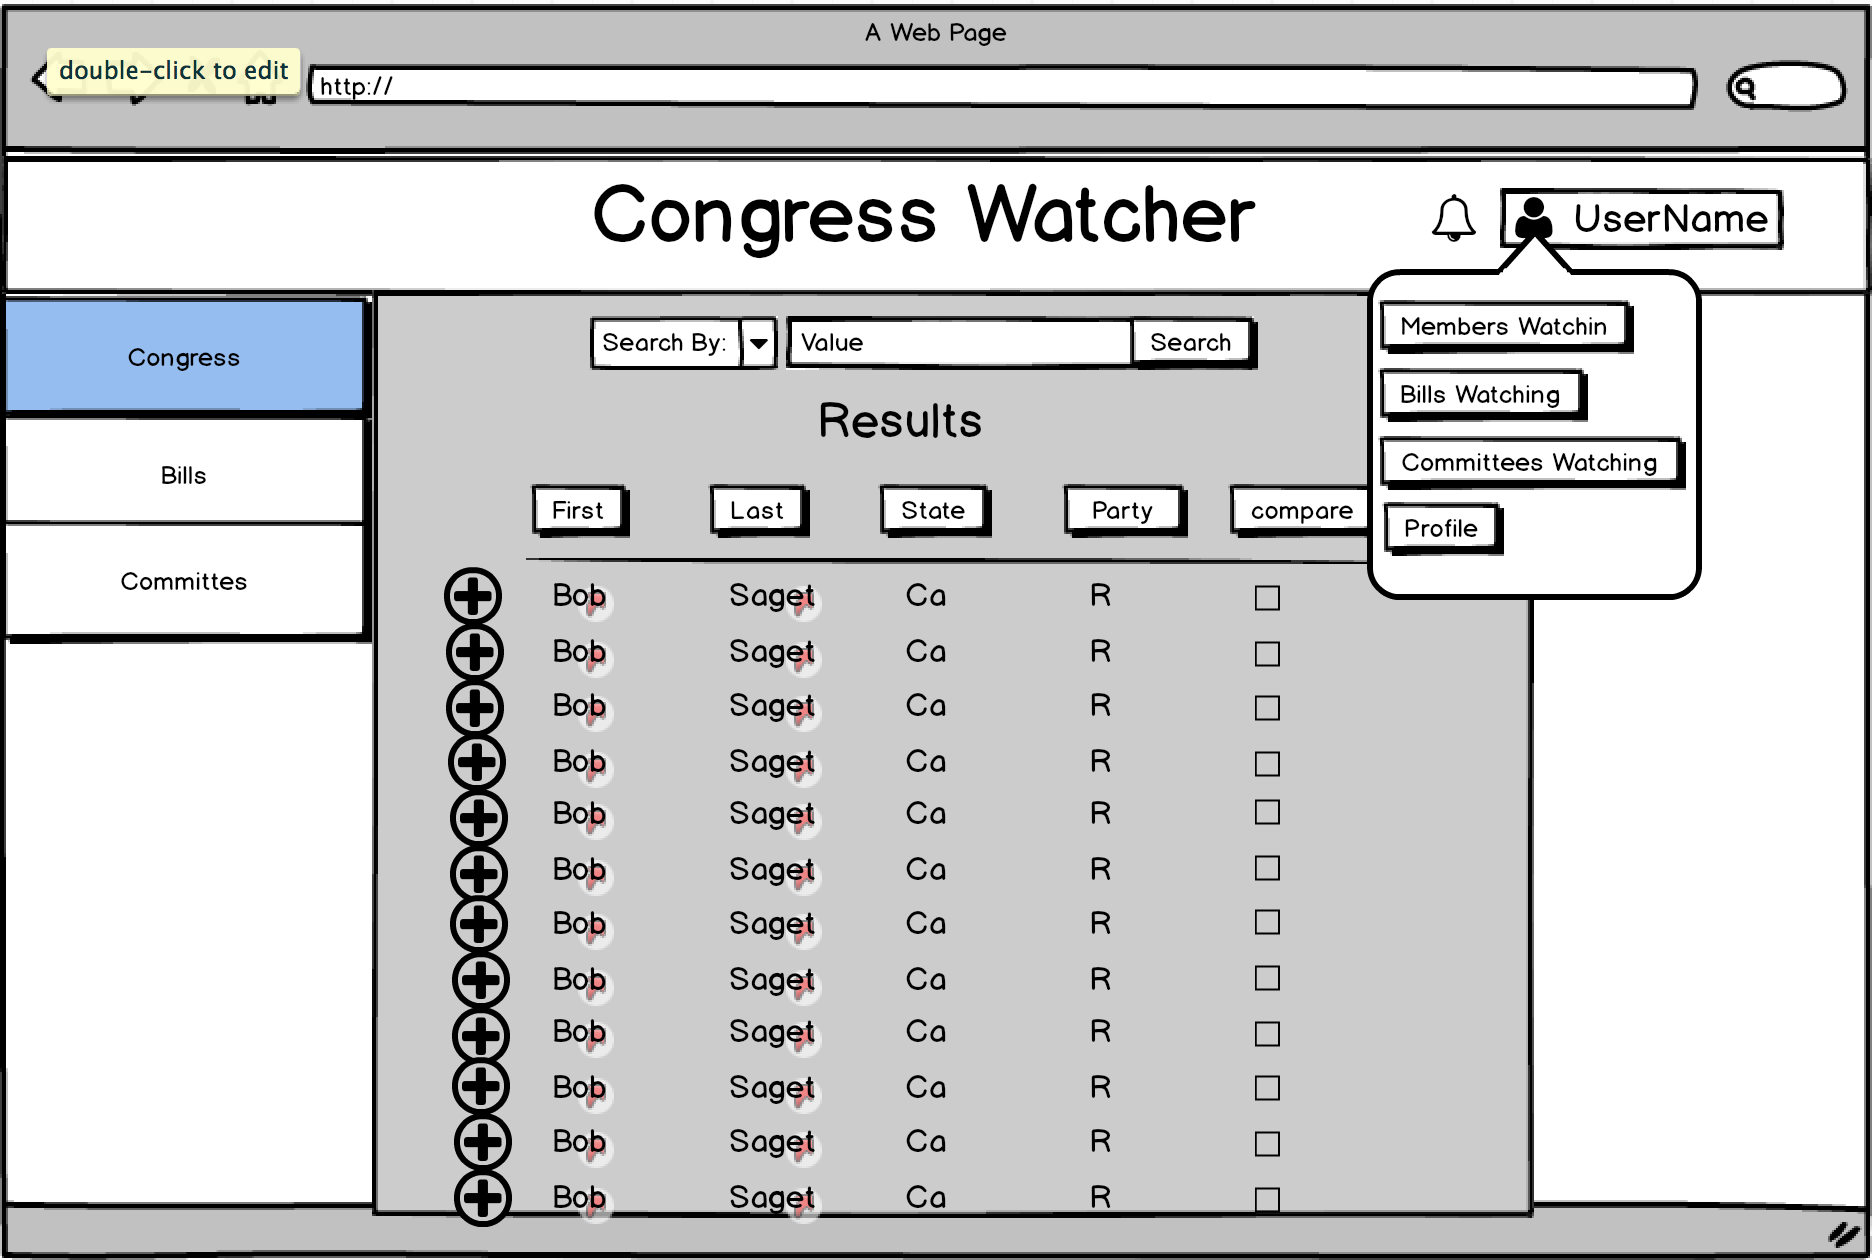 A Web Page
double-click to edit
http://
Congress Watcher
UserName
Members Watchin
Bills Watching
Committees Watching
Profile
Congress
Bills
Committes
Search By:
Value
Search
Results
First Last State Party compare
Bob Saget Ca R
Bob Saget Ca R
Bob Saget Ca R
Bob Saget Ca R
Bob Saget Ca R
Bob Saget Ca R
Bob Saget Ca R
Bob Saget Ca R
Bob Saget Ca R
Bob Saget Ca R
Bob Saget Ca R
Bob Saget Ca R